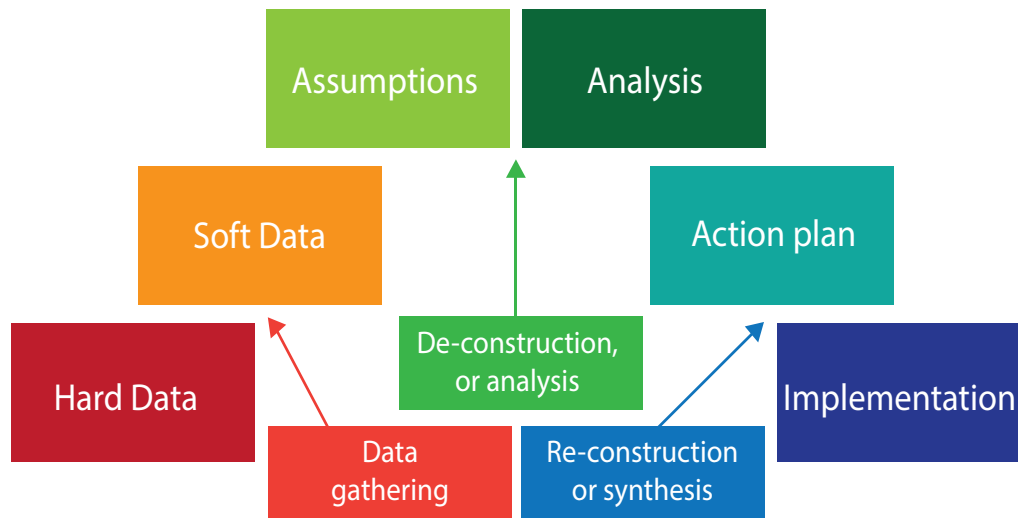 Assumptions
Analysis
Soft Data
Action plan
Hard Data
De-construction,
or analysis
Implementation
Data
gathering
Re-construction
or synthesis